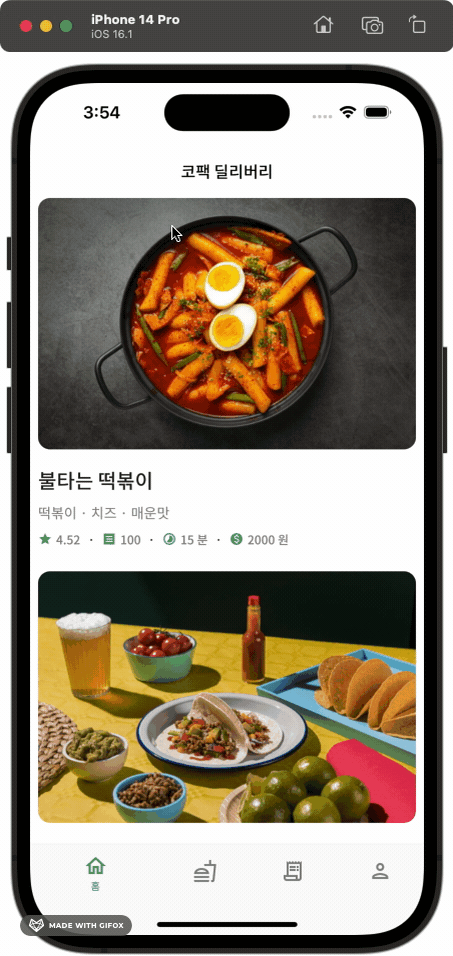 iPhone 14 Pro
iOS 16.1
3:54
코팩 딜리버리
불타는 떡볶이
떡볶이 · 치즈 · 매운맛
4.52 · 100 · 15 분 · 2000 원
홈
MADE WITH GIFOX